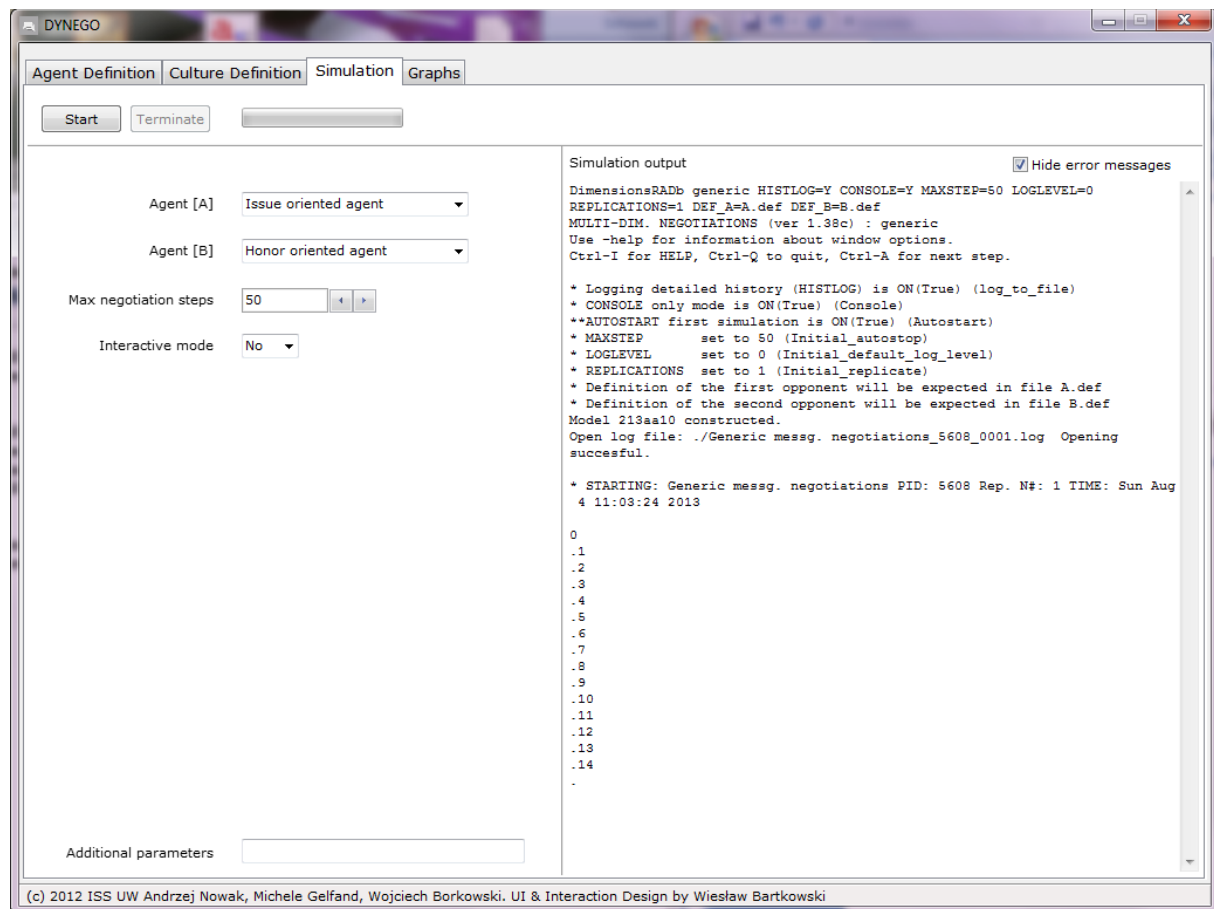 DYNEGO
Agent Definition Culture Definition Simulation Graphs
Start Terminate
Agent [A] Issue oriented agent
Agent [B] Honor oriented agent
Max negotiation steps 50
Interactive mode No
Additional parameters
Simulation output Hide error messages
DimensionsRADb generic HISTLOG=Y CONSOLE=Y MAXSTEP=50 LOGLEVEL=0
REPLICATIONS=1 DEF_A=A.def DEF_B=B.def
MULTI-DIM. NEGOTIATIONS (ver 1.38c) : generic
Use -help for information about window options.
Ctrl-I for HELP, Ctrl-Q to quit, Ctrl-A for next step.
* Logging detailed history (HISTLOG) is ON(True) (log_to_file)
* CONSOLE only mode is ON(True) (Console)
**AUTOSTART first simulation is ON(True) (Autostart)
* MAXSTEP set to 50 (Initial_autostop)
* LOGLEVEL set to 0 (Initial_default_log_level)
* REPLICATIONS set to 1 (Initial_replicate)
* Definition of the first opponent will be expected in file A.def
* Definition of the second opponent will be expected in file B.def
Model 213aa10 constructed.
Open log file: ./Generic messg. negotiations_5608_0001.log Opening
succesful.
* STARTING: Generic messg. negotiations PID: 5608 Rep. N#: 1 TIME: Sun Aug
4 11:03:24 2013
0
.1
.2
.3
.4
.5
.6
.7
.8
.9
.10
.11
.12
.13
.14
.
(c) 2012 ISS UW Andrzej Nowak, Michele Gelfand, Wojciech Borkowski. UI & Interaction Design by Wiesław Bartkowski